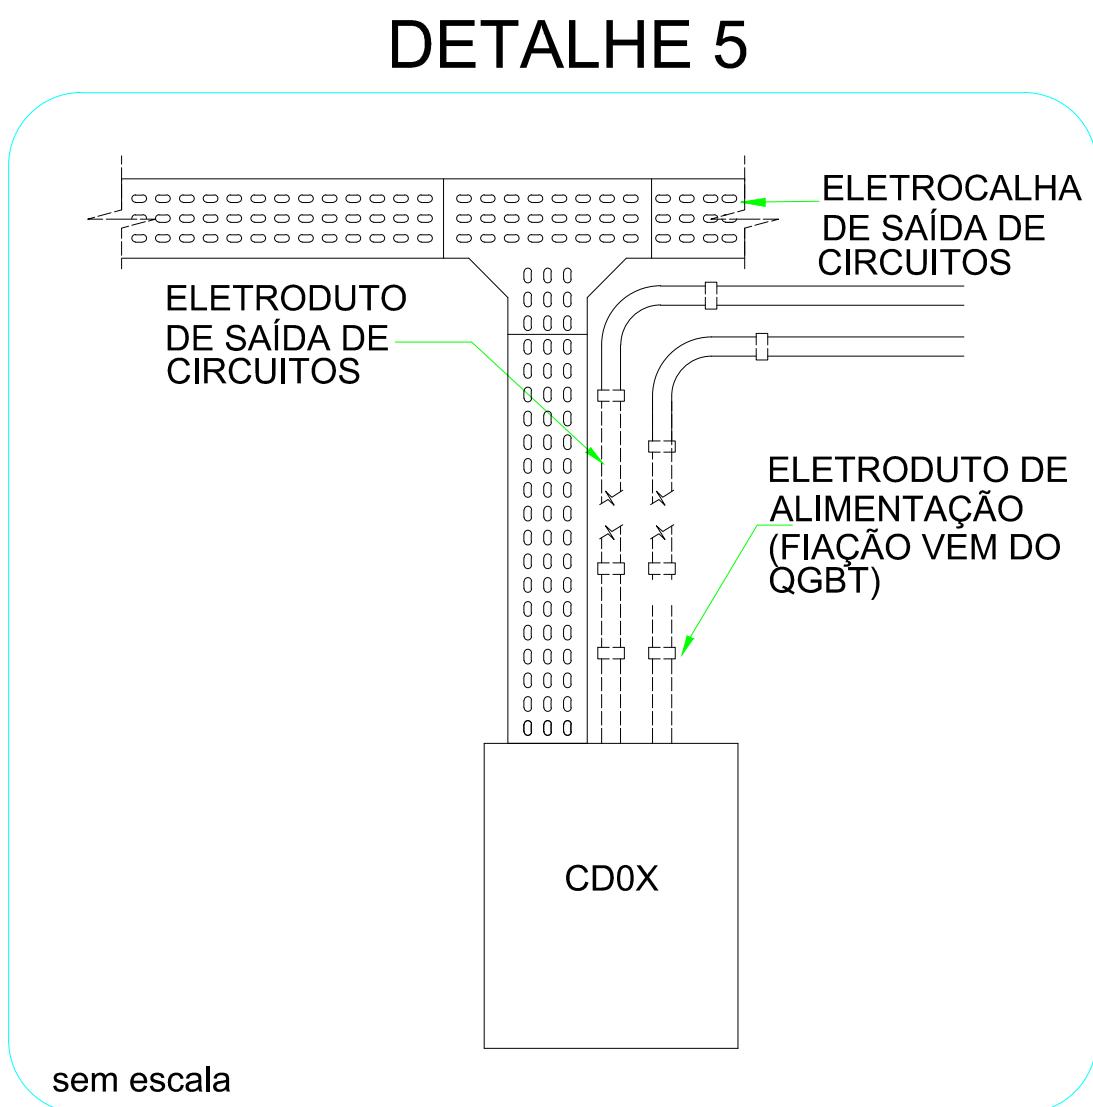 DETALHE 5
ELETROCALHA
DE SAÍDA DE
CIRCUITOS
ELETRODUTO
DE SAÍDA DE
CIRCUITOS
ELETRODUTO DE
ALIMENTAÇÃO
(FIAÇÃO VEM DO
QGBT)
CD0X
sem escala